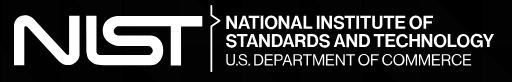 NIST
NATIONAL INSTITUTE OF
STANDARDS AND TECHNOLOGY
U.S. DEPARTMENT OF COMMERCE